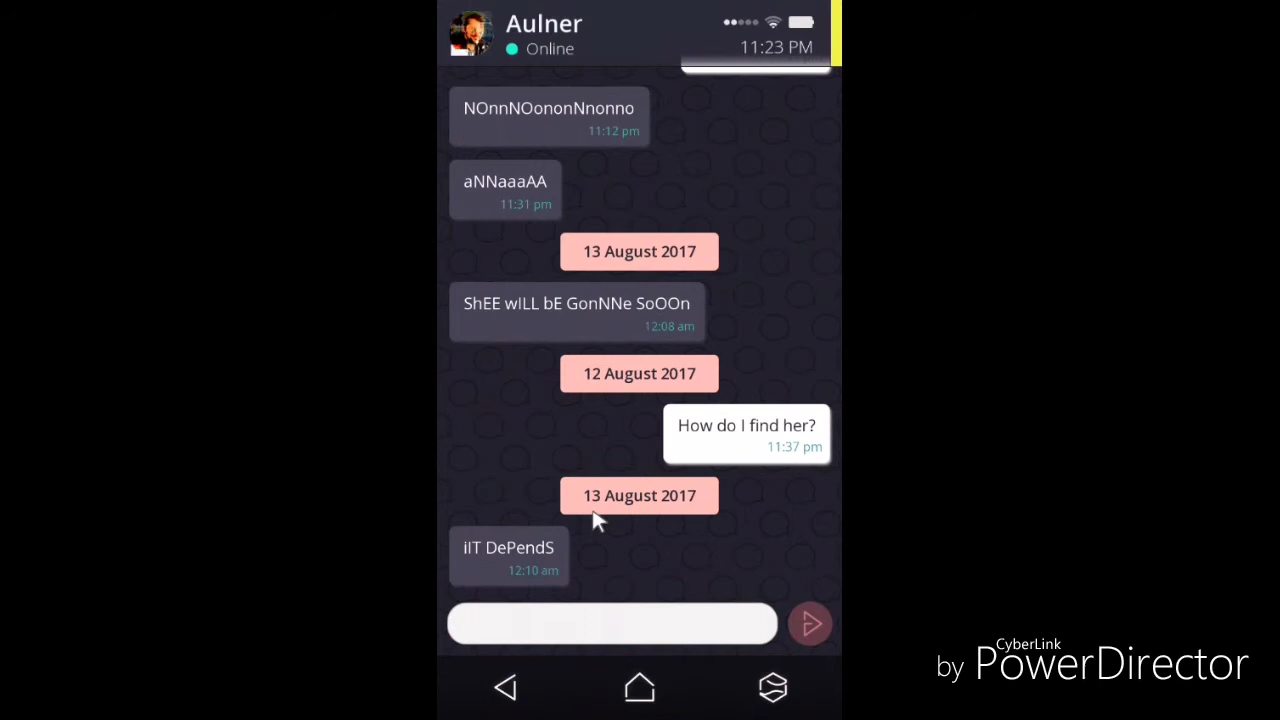 Aulner
Online
11:23 PM
NOnnNOononNnonno
11:12 pm
aNNaaaAA
11:31 pm
13 August 2017
ShEE wILL bE GonNNe SoOOn
12:08 am
12 August 2017
How do I find her?
11:37 pm
13 August 2017
iIT DePendS
12:10 am
CyberLink
by PowerDirector